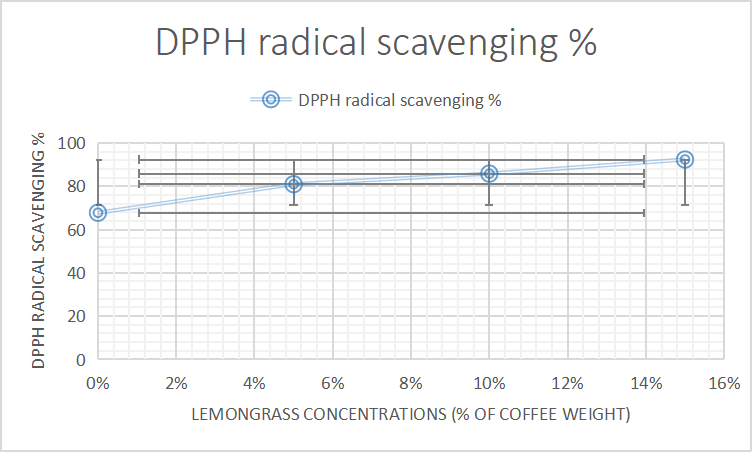 DPPH radical scavenging %
DPPH radical scavenging %
DPPH RADICAL SCAVENGING %
100
80
60
40
20
0
0% 2% 4% 6% 8% 10% 12% 14% 16%
LEMONGRASS CONCENTRATIONS (% OF COFFEE WEIGHT)